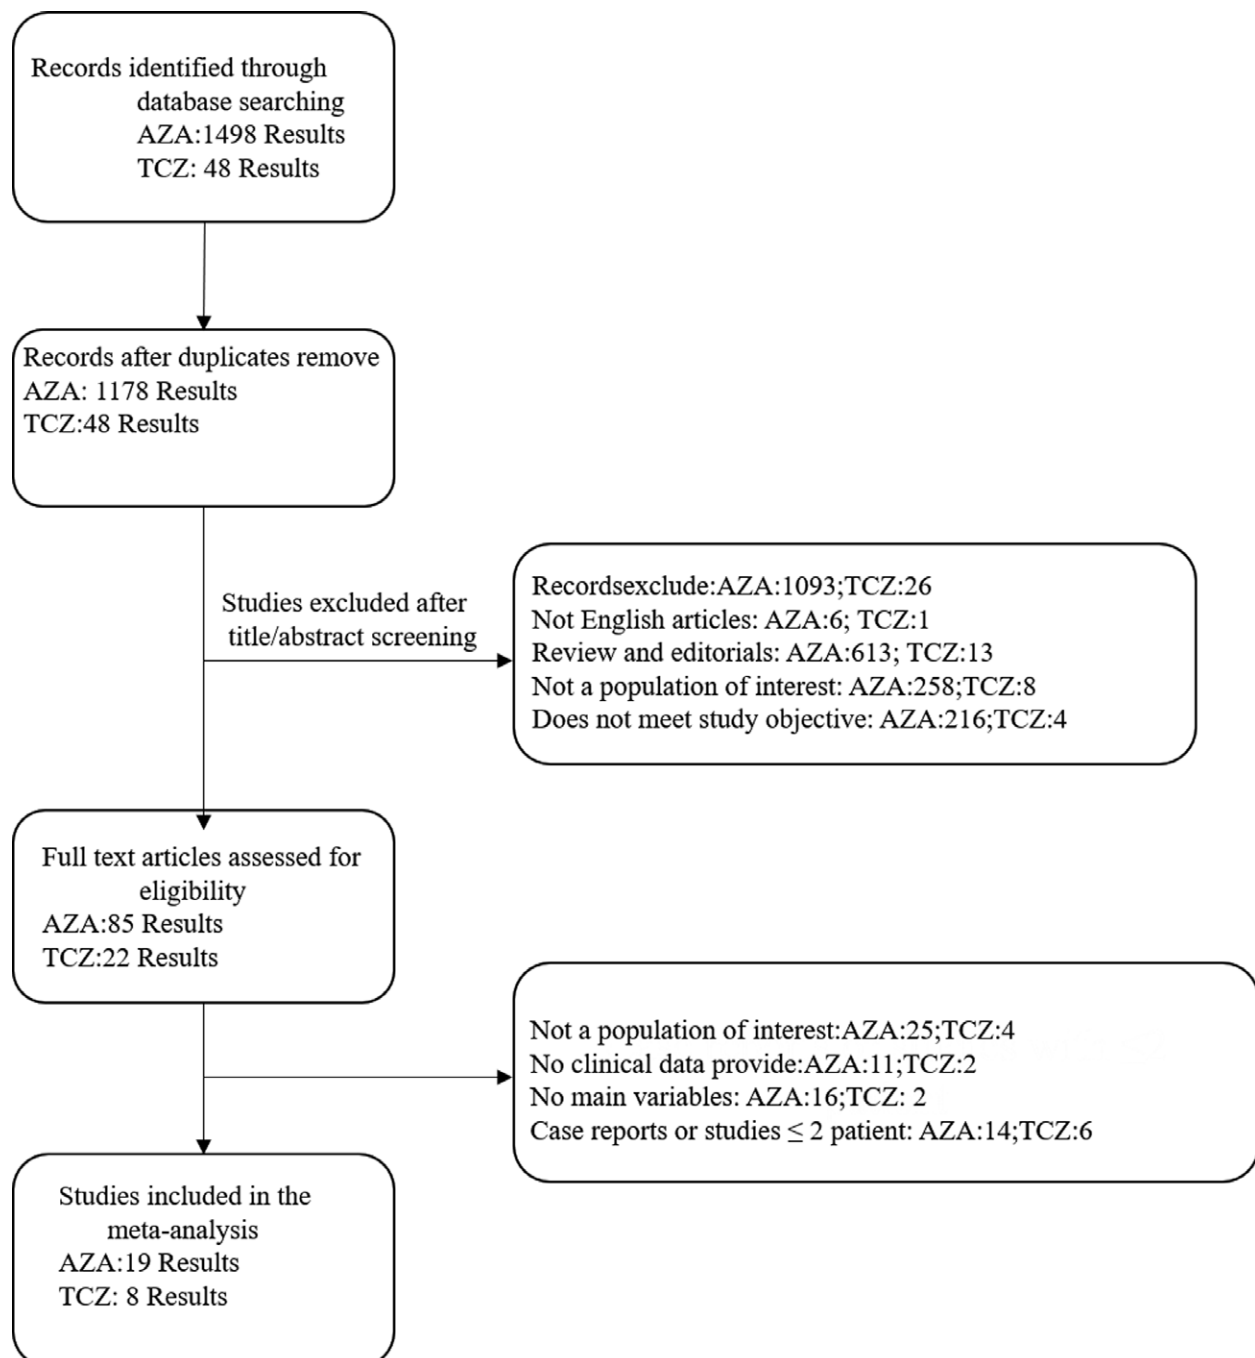 Records identified through
database searching
AZA:1498 Results
TCZ: 48 Results
Records after duplicates remove
AZA: 1178 Results
TCZ:48 Results
Studies excluded after
title/abstract screening
Recordsexclude:AZA:1093;TCZ:26
Not English articles: AZA:6; TCZ:1
Review and editorials: AZA:613; TCZ:13
Not a population of interest: AZA:258;TCZ:8
Does not meet study objective: AZA:216;TCZ:4
Full text articles assessed for
eligibility
AZA:85 Results
TCZ:22 Results
Not a population of interest:AZA:25;TCZ:4
No clinical data provide:AZA:11;TCZ:2
No main variables: AZA:16;TCZ: 2
Case reports or studies ≤ 2 patient: AZA:14;TCZ:6
Studies included in the
meta-analysis
AZA:19 Results
TCZ: 8 Results